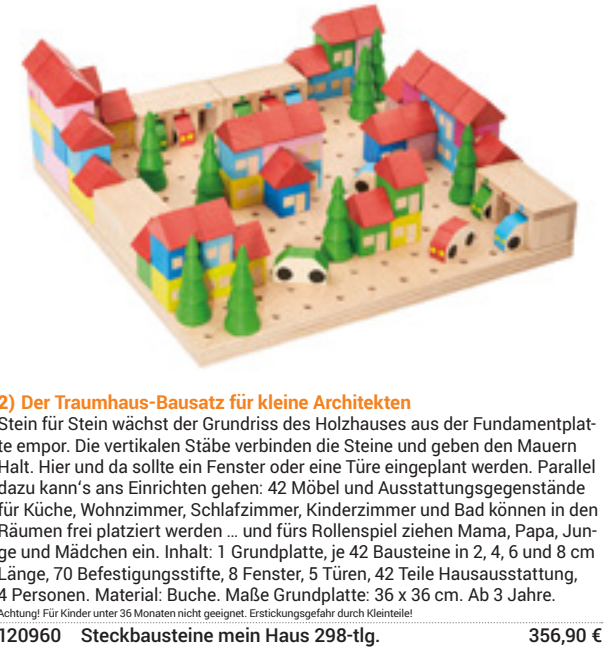 2) Der Traumhaus-Bausatz für kleine Architekten
Stein für Stein wächst der Grundriss des Holzhauses aus der Fundamentplat-
te empor. Die vertikalen Stäbe verbinden die Steine und geben den Mauern
Halt. Hier und da sollte ein Fenster oder eine Türe eingeplant werden. Parallel
dazu kann‘s ans Einrichten gehen: 42 Möbel und Ausstattungsgegenstände
für Küche, Wohnzimmer, Schlafzimmer, Kinderzimmer und Bad können in den
Räumen frei platziert werden ... und fürs Rollenspiel ziehen Mama, Papa, Jun-
ge und Mädchen ein. Inhalt: 1 Grundplatte, je 42 Bausteine in 2, 4, 6 und 8 cm
Länge, 70 Befestigungsstifte, 8 Fenster, 5 Türen, 42 Teile Hausausstattung,
4 Personen. Material: Buche. Maße Grundplatte: 36 x 36 cm. Ab 3 Jahre.
Achtung! Für Kinder unter 36 Monaten nicht geeignet. Erstickungsgefahr durch Kleinteile!
120960 Steckbausteine mein Haus 298-tlg. 356,90 €